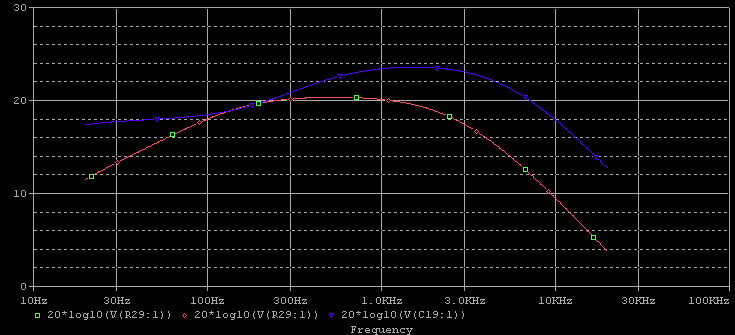 30
20
10
0
10Hz 30Hz 100Hz 300Hz 1.0KHz 3.0KHz 10KHz 30KHz 100KHz
20*log10(V(R29:1)) 20*log10(V(R29:1)) 20*log10(V(C19:1))
Frequency